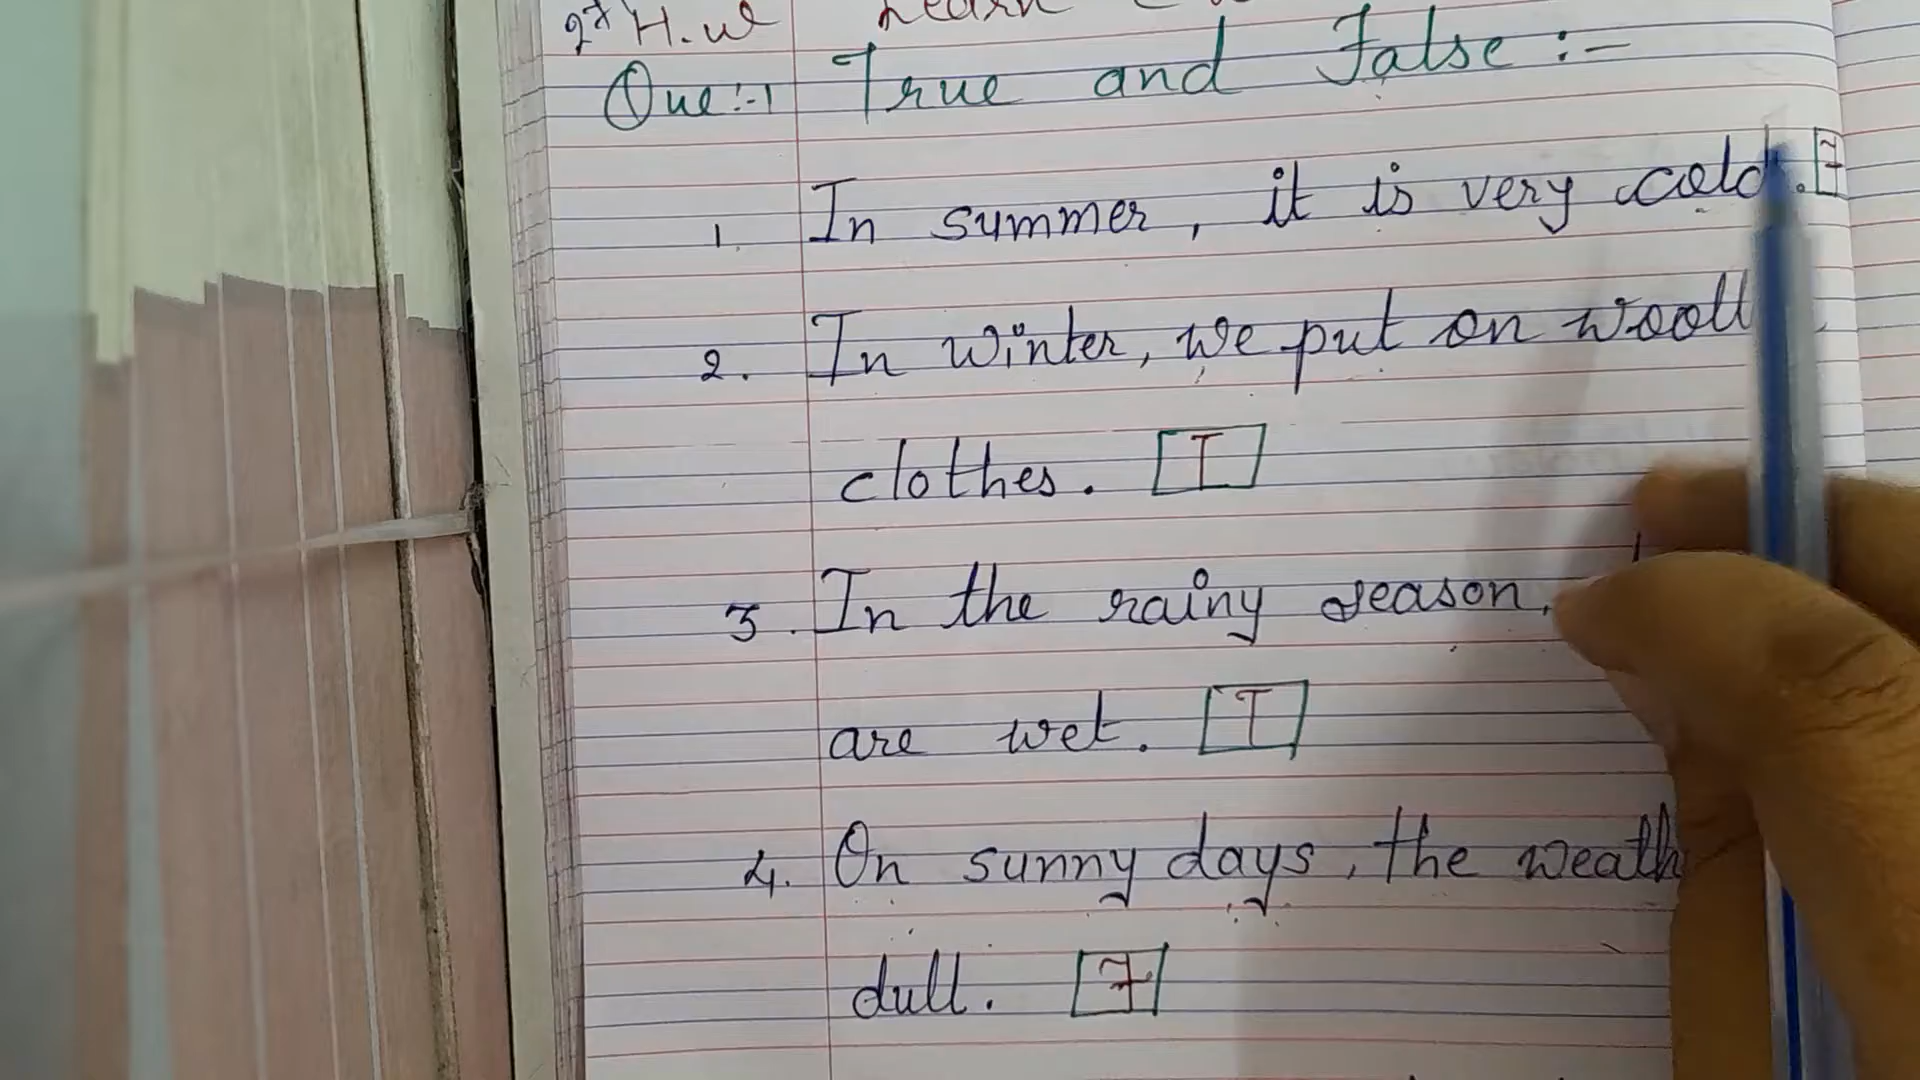 H.w Learn
Que:-1 True and False :-
1. In summer, it is very cold. F
2. In winter, we put on wooll
clothes. T
3. In the rainy season,
are wet. T
4. On sunny days, the weath
dull. F